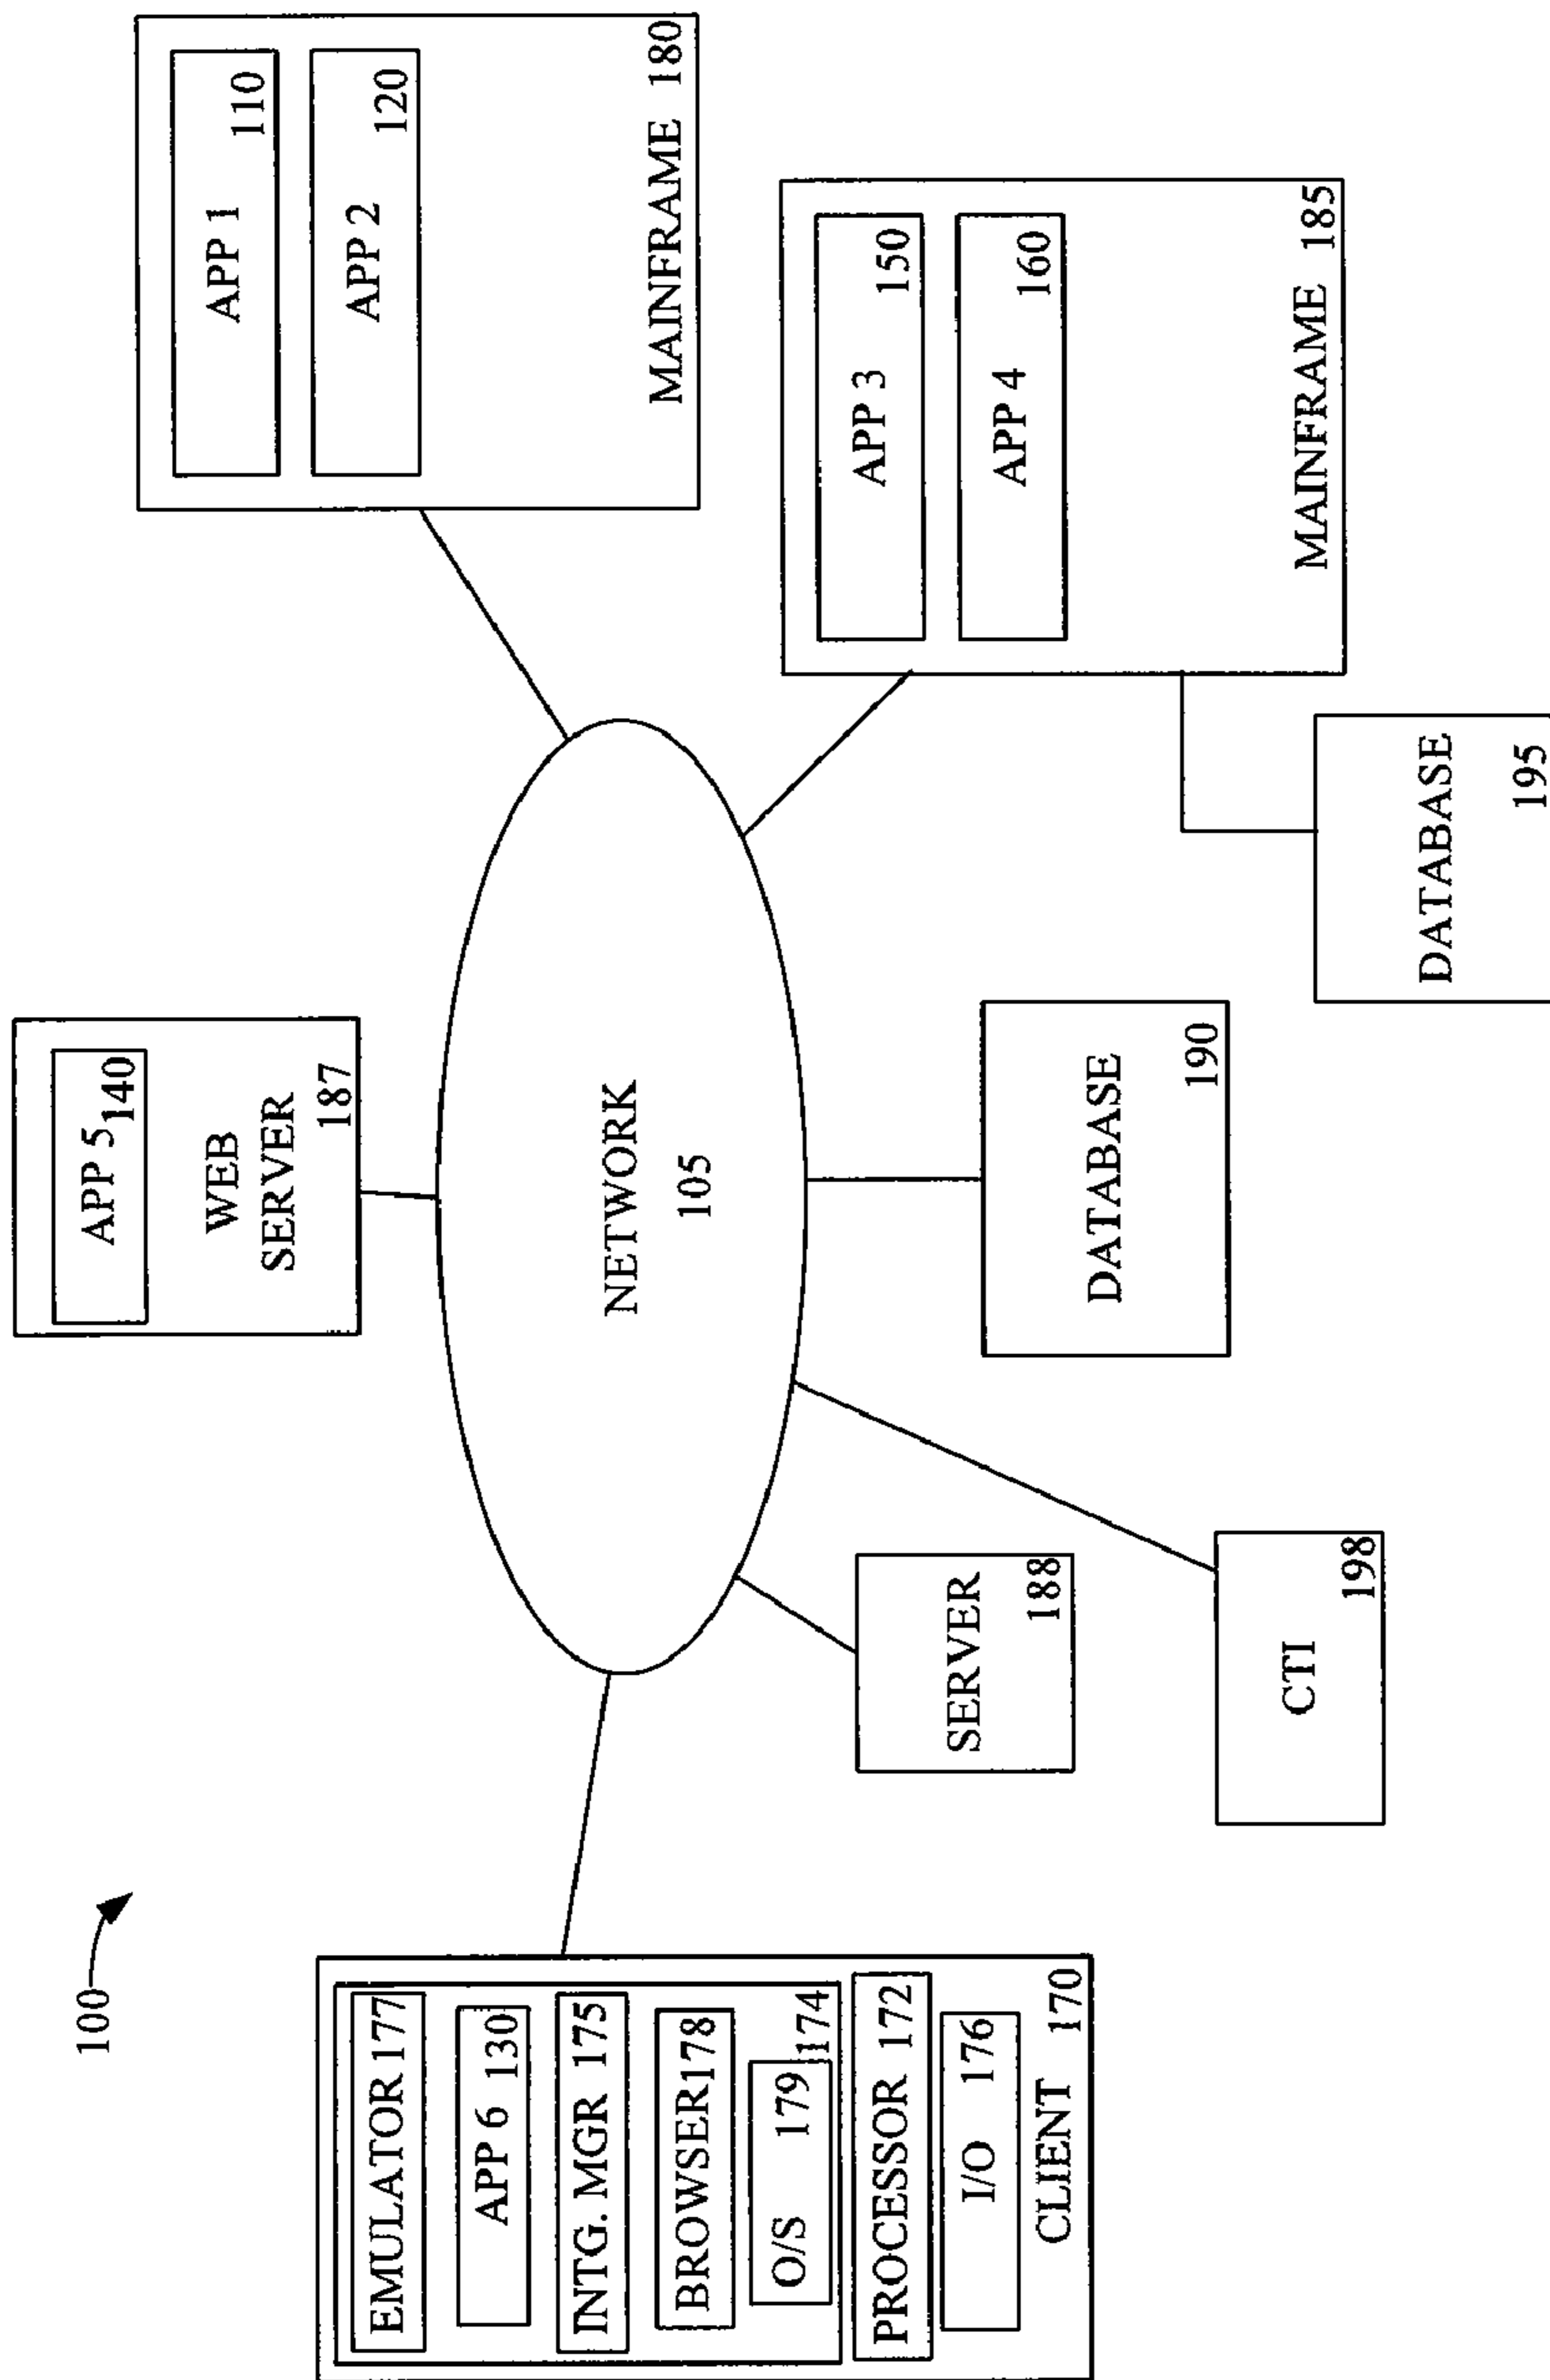 100
EMULATOR 177
APP 6 130
INTG. MGR 175
BROWSER 178
O/S 179
174
PROCESSOR 172
I/O 176
CLIENT 170
APP 5 140
WEB
SERVER
187
NETWORK
105
SERVER
188
CTI
198
DATABASE
190
APP 1 110
APP 2 120
MAINFRAME 180
APP 3 150
APP 4 160
MAINFRAME 185
DATABASE
195